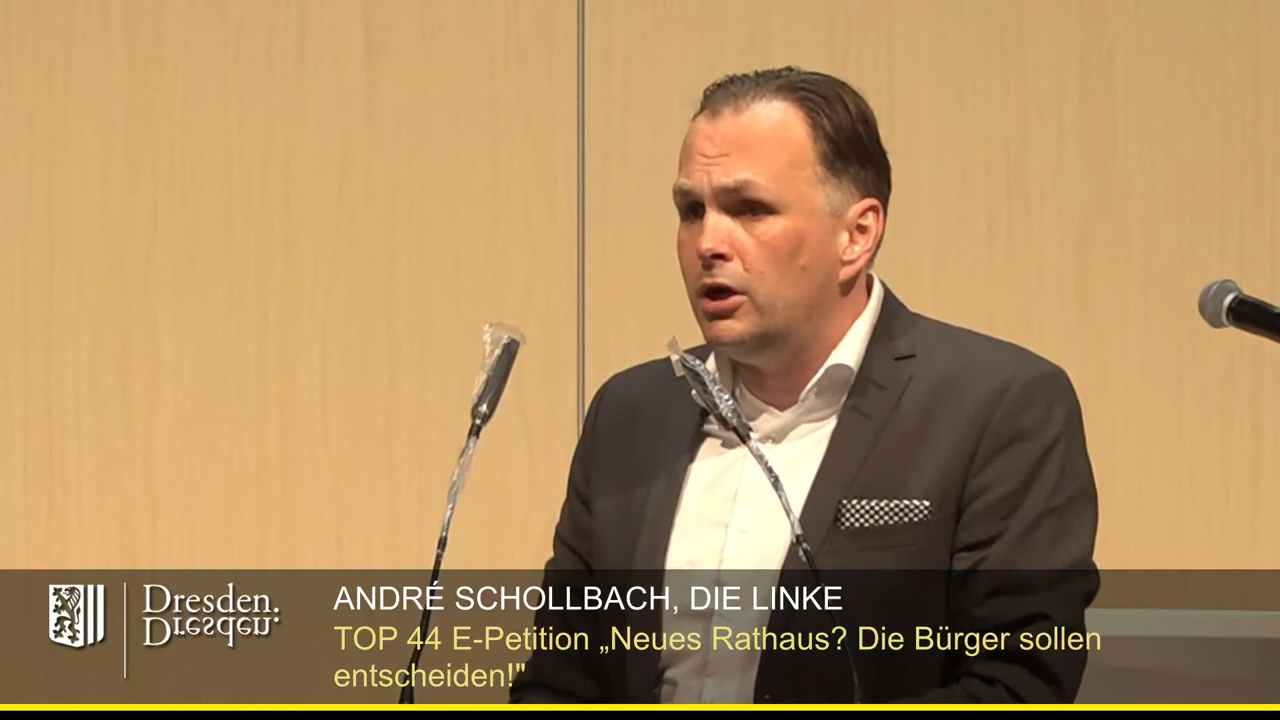 Dresden.
Dresden.
ANDRÉ SCHOLLBACH, DIE LINKE
TOP 44 E-Petition „Neues Rathaus? Die Bürger sollen
entscheiden!"